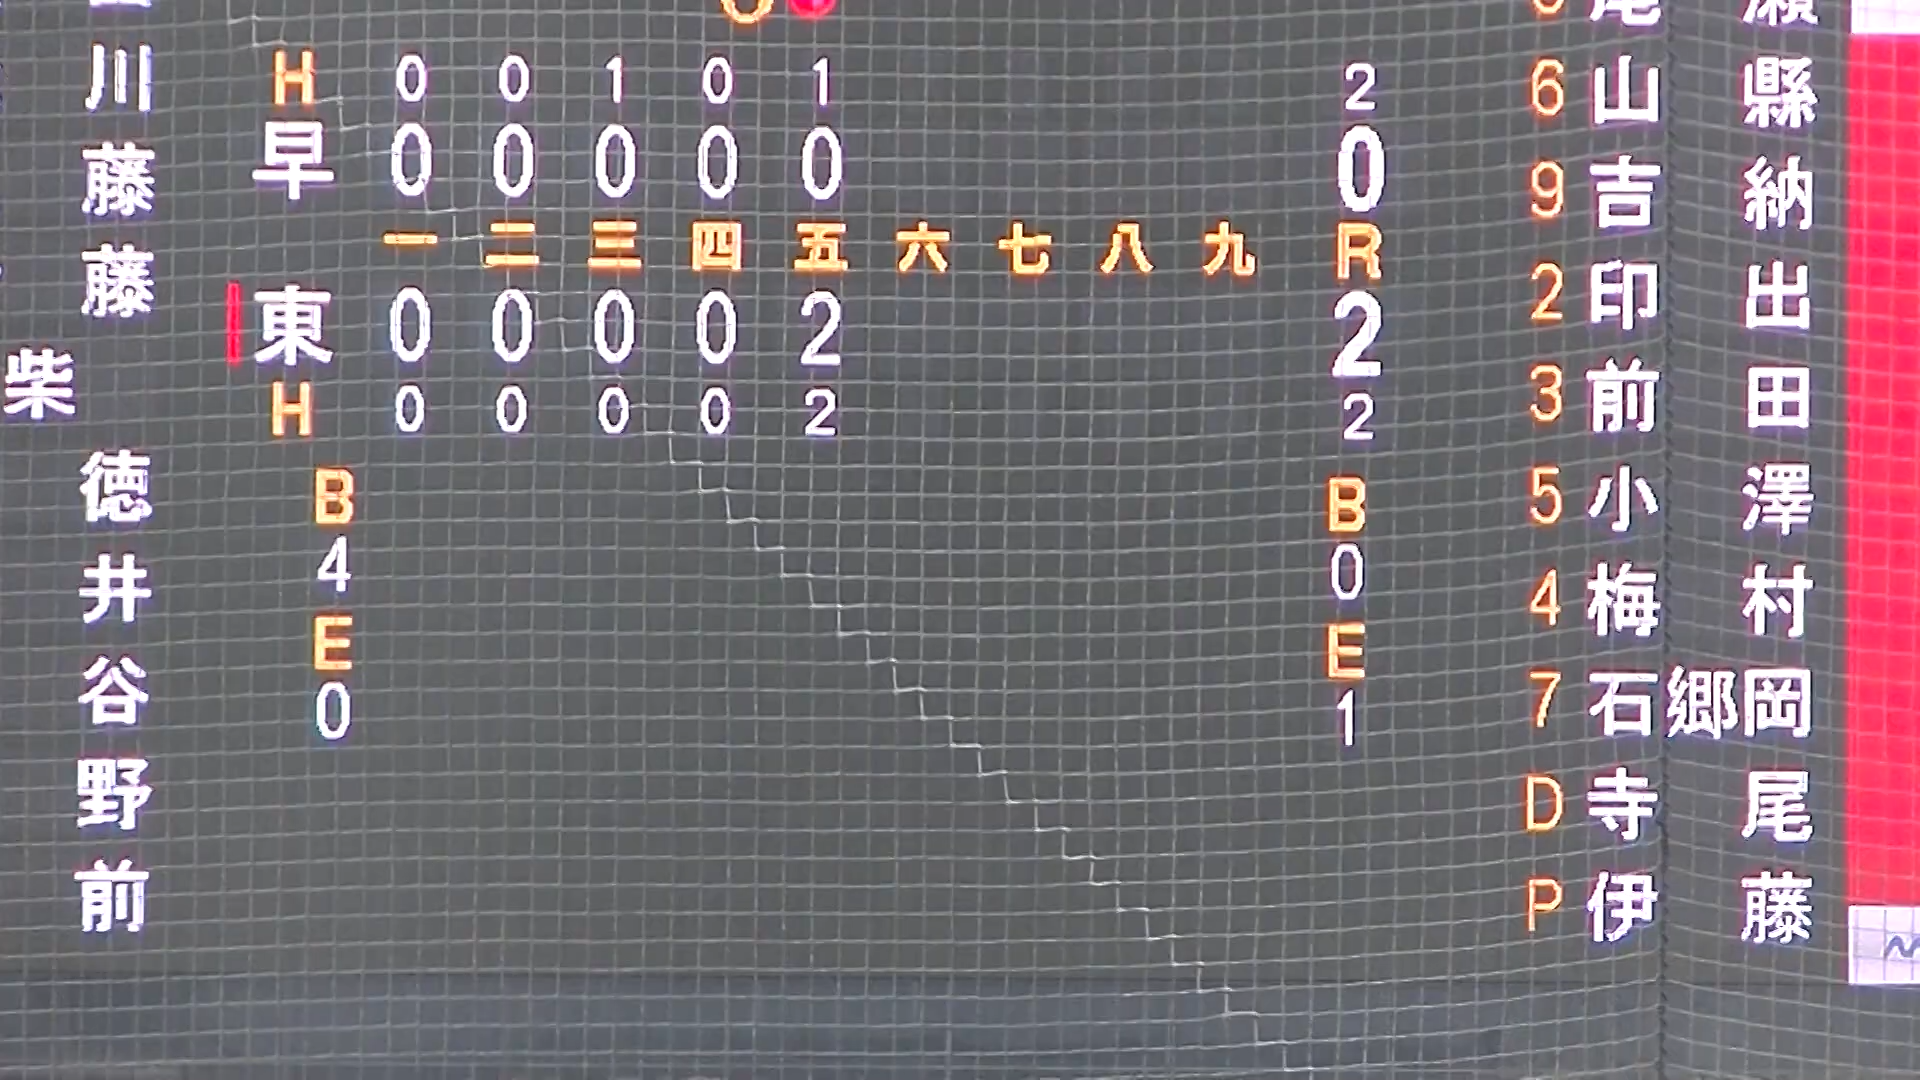 H 0 0 1 0 1 2
早 0 0 0 0 0 0
一 二 三 四 五 六 七 八 九 R
東 0 0 0 0 2 2
H 0 0 0 0 2 2
B
4
E
0
B
0
E
1
川
藤
藤
柴
徳
井
谷
野
前
6 山縣
9 吉納
2 印出
3 前田
5 小澤
4 梅村
7 石郷岡
D 寺尾
P 伊藤